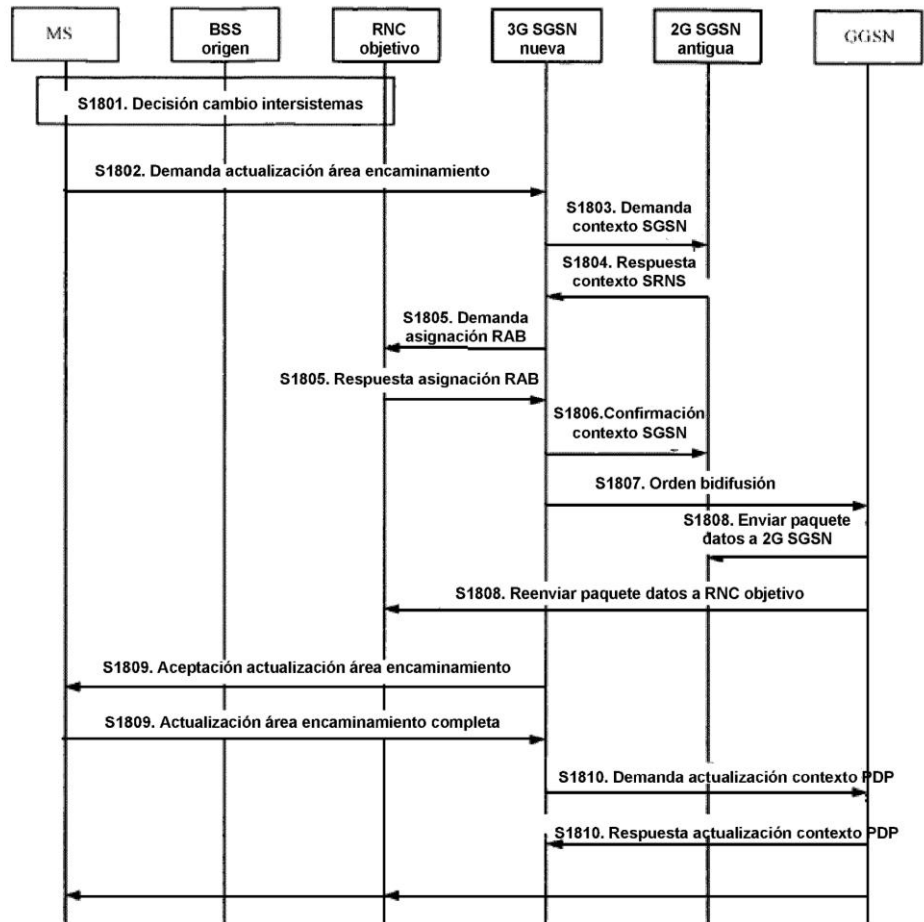 MS
BSS
origen
RNC
objetivo
3G SGSN
nueva
2G SGSN
antigua
GGSN
S1801. Decisión cambio intersistemas
S1802. Demanda actualización área encaminamiento
S1803. Demanda
contexto SGSN
S1804. Respuesta
contexto SRNS
S1805. Demanda
asignación RAB
S1805. Respuesta asignación RAB
S1806.Confirmación
contexto SGSN
S1807. Orden bidifusión
S1808. Enviar paquete
datos a 2G SGSN
S1808. Reenviar paquete datos a RNC objetivo
S1809. Aceptación actualización área encaminamiento
S1809. Actualización área encaminamiento completa
S1810. Demanda actualización contexto PDP
S1810. Respuesta actualización contexto PDP